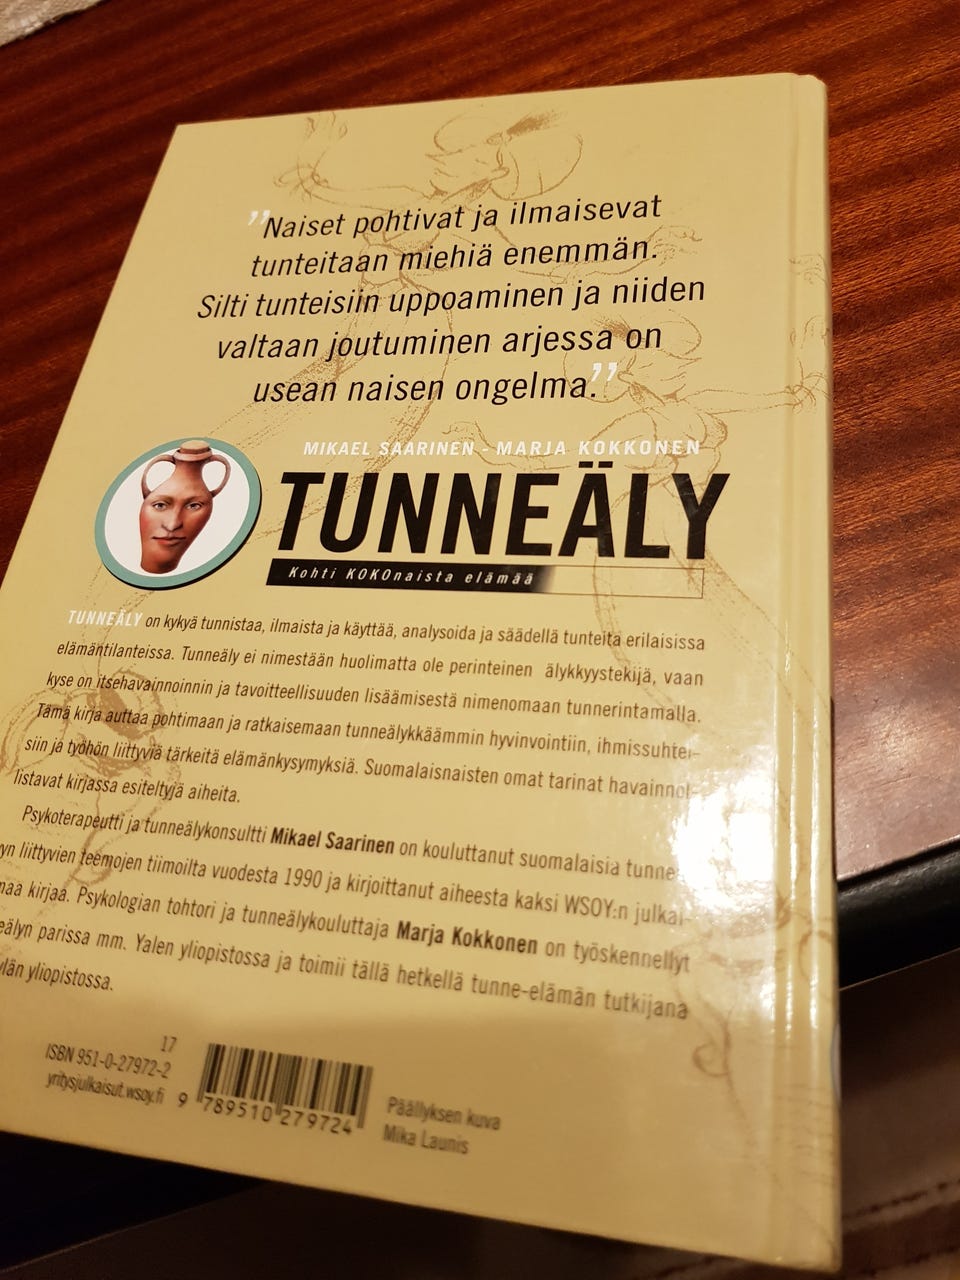 ”Naiset pohtivat ja ilmaisevat
tunteitaan miehiä enemmän.
Silti tunteisiin uppoaminen ja niiden
valtaan joutuminen arjessa on
usean naisen ongelma.”
MIKAEL SAARINEN - MARJA KOKKONEN
TUNNEÄLY
Kohti KOKOnaista elämää
TUNNEÄLY on kykyä tunnistaa, ilmaista ja käyttää, analysoida ja säädellä tunteita erilaisissa
elämäntilanteissa. Tunneäly ei nimestään huolimatta ole perinteinen älykkyystekijä, vaan
kyse on itsehavainnoinnin ja tavoitteellisuuden lisäämisestä nimenomaan tunnerintamalla.
Tämä kirja auttaa pohtimaan ja ratkaisemaan tunneälykkäämmin hyvinvointiin, ihmissuhtei-
siin ja työhön liittyviä tärkeitä elämänkysymyksiä. Suomalaisnaisten omat tarinat havainnol-
listavat kirjassa esiteltyjä aiheita.
Psykoterapeutti ja tunneälykonsultti Mikael Saarinen on kouluttanut suomalaisia tunne-
yn liittyvien teemojen tiimoilta vuodesta 1990 ja kirjoittanut aiheesta kaksi WSOY:n julkai-
maa kirjaa. Psykologian tohtori ja tunneälykouluttaja Marja Kokkonen on työskennellyt
eälyn parissa mm. Yalen yliopistossa ja toimii tällä hetkellä tunne-elämän tutkijana
ylän yliopistossa.
17
ISBN 951-0-27972-2
yritysjulkaisut.wsoy.fi
9 789510 279724
Päällyksen kuva
Mika Launis